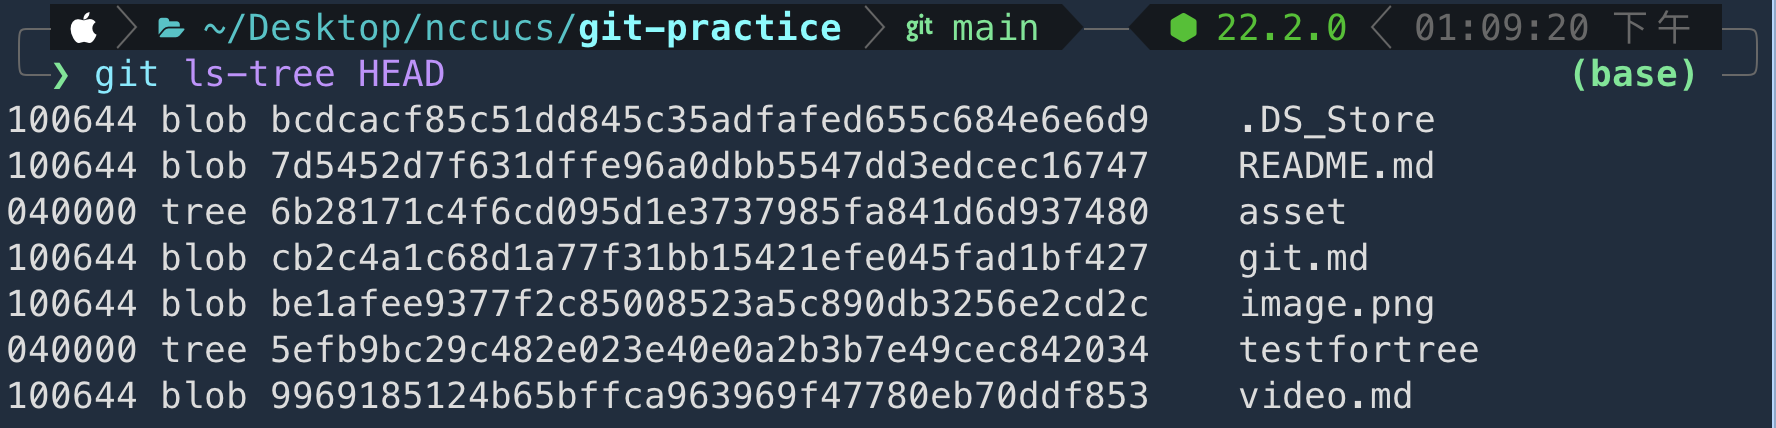 ~/Desktop/nccucs/git-practice git main 22.2.0 01:09:20 下午
❯ git ls-tree HEAD (base)
100644 blob bcdcacf85c51dd845c35adfafed655c684e6e6d9 .DS_Store
100644 blob 7d5452d7f631dffe96a0dbb5547dd3edcec16747 README.md
040000 tree 6b28171c4f6cd095d1e3737985fa841d6d937480 asset
100644 blob cb2c4a1c68d1a77f31bb15421efe045fad1bf427 git.md
100644 blob be1afee9377f2c85008523a5c890db3256e2cd2c image.png
040000 tree 5efb9bc29c482e023e40e0a2b3b7e49cec842034 testfortree
100644 blob 9969185124b65bffca963969f47780eb70ddf853 video.md